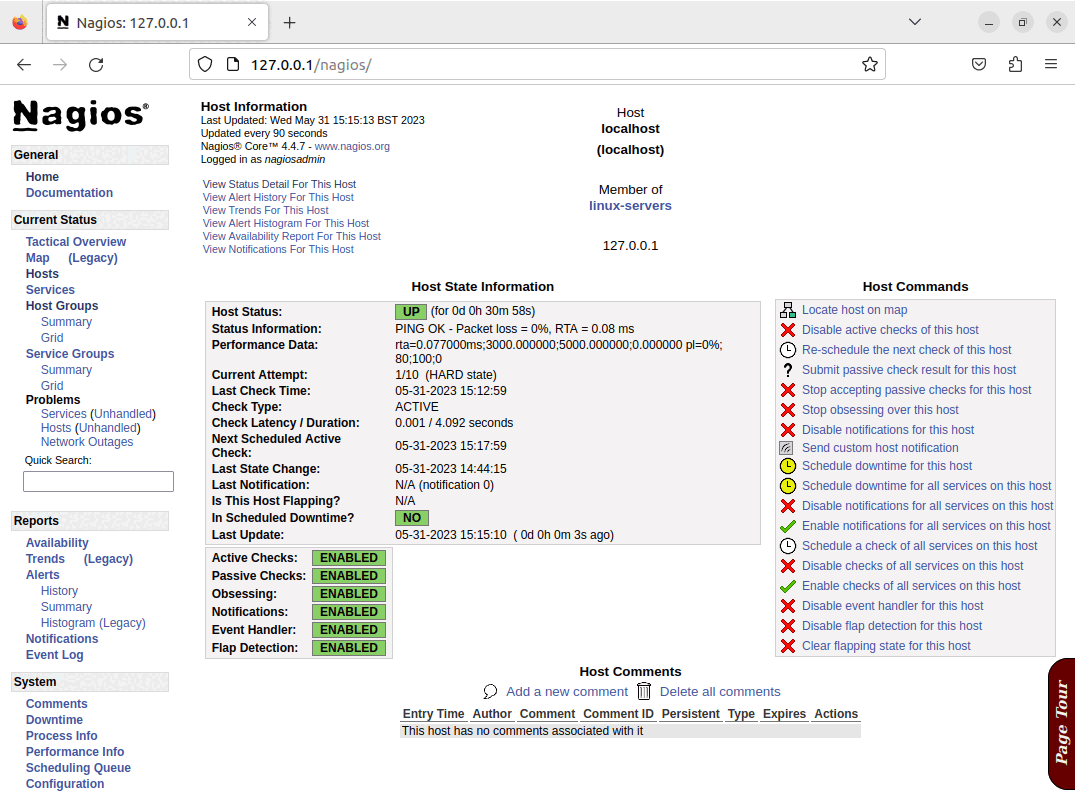 Nagios: 127.0.0.1
127.0.0.1/nagios/
Nagios®
General
Home
Documentation
Current Status
Tactical Overview
Map (Legacy)
Hosts
Services
Host Groups
Summary
Grid
Service Groups
Summary
Grid
Problems
Services (Unhandled)
Hosts (Unhandled)
Network Outages
Quick Search:
Reports
Availability
Trends (Legacy)
Alerts
History
Summary
Histogram (Legacy)
Notifications
Event Log
System
Comments
Downtime
Process Info
Performance Info
Scheduling Queue
Configuration
Host Information
Last Updated: Wed May 31 15:15:13 BST 2023
Updated every 90 seconds
Nagios® Core™ 4.4.7 - www.nagios.org
Logged in as nagiosadmin
View Status Detail For This Host
View Alert History For This Host
View Trends For This Host
View Alert Histogram For This Host
View Availability Report For This Host
View Notifications For This Host
Host
localhost
(localhost)
Member of
linux-servers
127.0.0.1
Host State Information
Host Status: UP (for 0d 0h 30m 58s)
Status Information: PING OK - Packet loss = 0%, RTA = 0.08 ms
Performance Data: rta=0.077000ms;3000.000000;5000.000000;0.000000 pl=0%;
80;100;0
Current Attempt: 1/10 (HARD state)
Last Check Time: 05-31-2023 15:12:59
Check Type: ACTIVE
Check Latency / Duration: 0.001 / 4.092 seconds
Next Scheduled Active
Check: 05-31-2023 15:17:59
Last State Change: 05-31-2023 14:44:15
Last Notification: N/A (notification 0)
Is This Host Flapping? N/A
In Scheduled Downtime? NO
Last Update: 05-31-2023 15:15:10 ( 0d 0h 0m 3s ago)
Active Checks: ENABLED
Passive Checks: ENABLED
Obsessing: ENABLED
Notifications: ENABLED
Event Handler: ENABLED
Flap Detection: ENABLED
Host Commands
Locate host on map
Disable active checks of this host
Re-schedule the next check of this host
? Submit passive check result for this host
Stop accepting passive checks for this host
Stop obsessing over this host
Disable notifications for this host
Send custom host notification
Schedule downtime for this host
Schedule downtime for all services on this host
Disable notifications for all services on this host
Enable notifications for all services on this host
Schedule a check of all services on this host
Disable checks of all services on this host
Enable checks of all services on this host
Disable event handler for this host
Disable flap detection for this host
Clear flapping state for this host
Host Comments
Add a new comment Delete all comments
Entry Time Author Comment Comment ID Persistent Type Expires Actions
This host has no comments associated with it
Page Tour